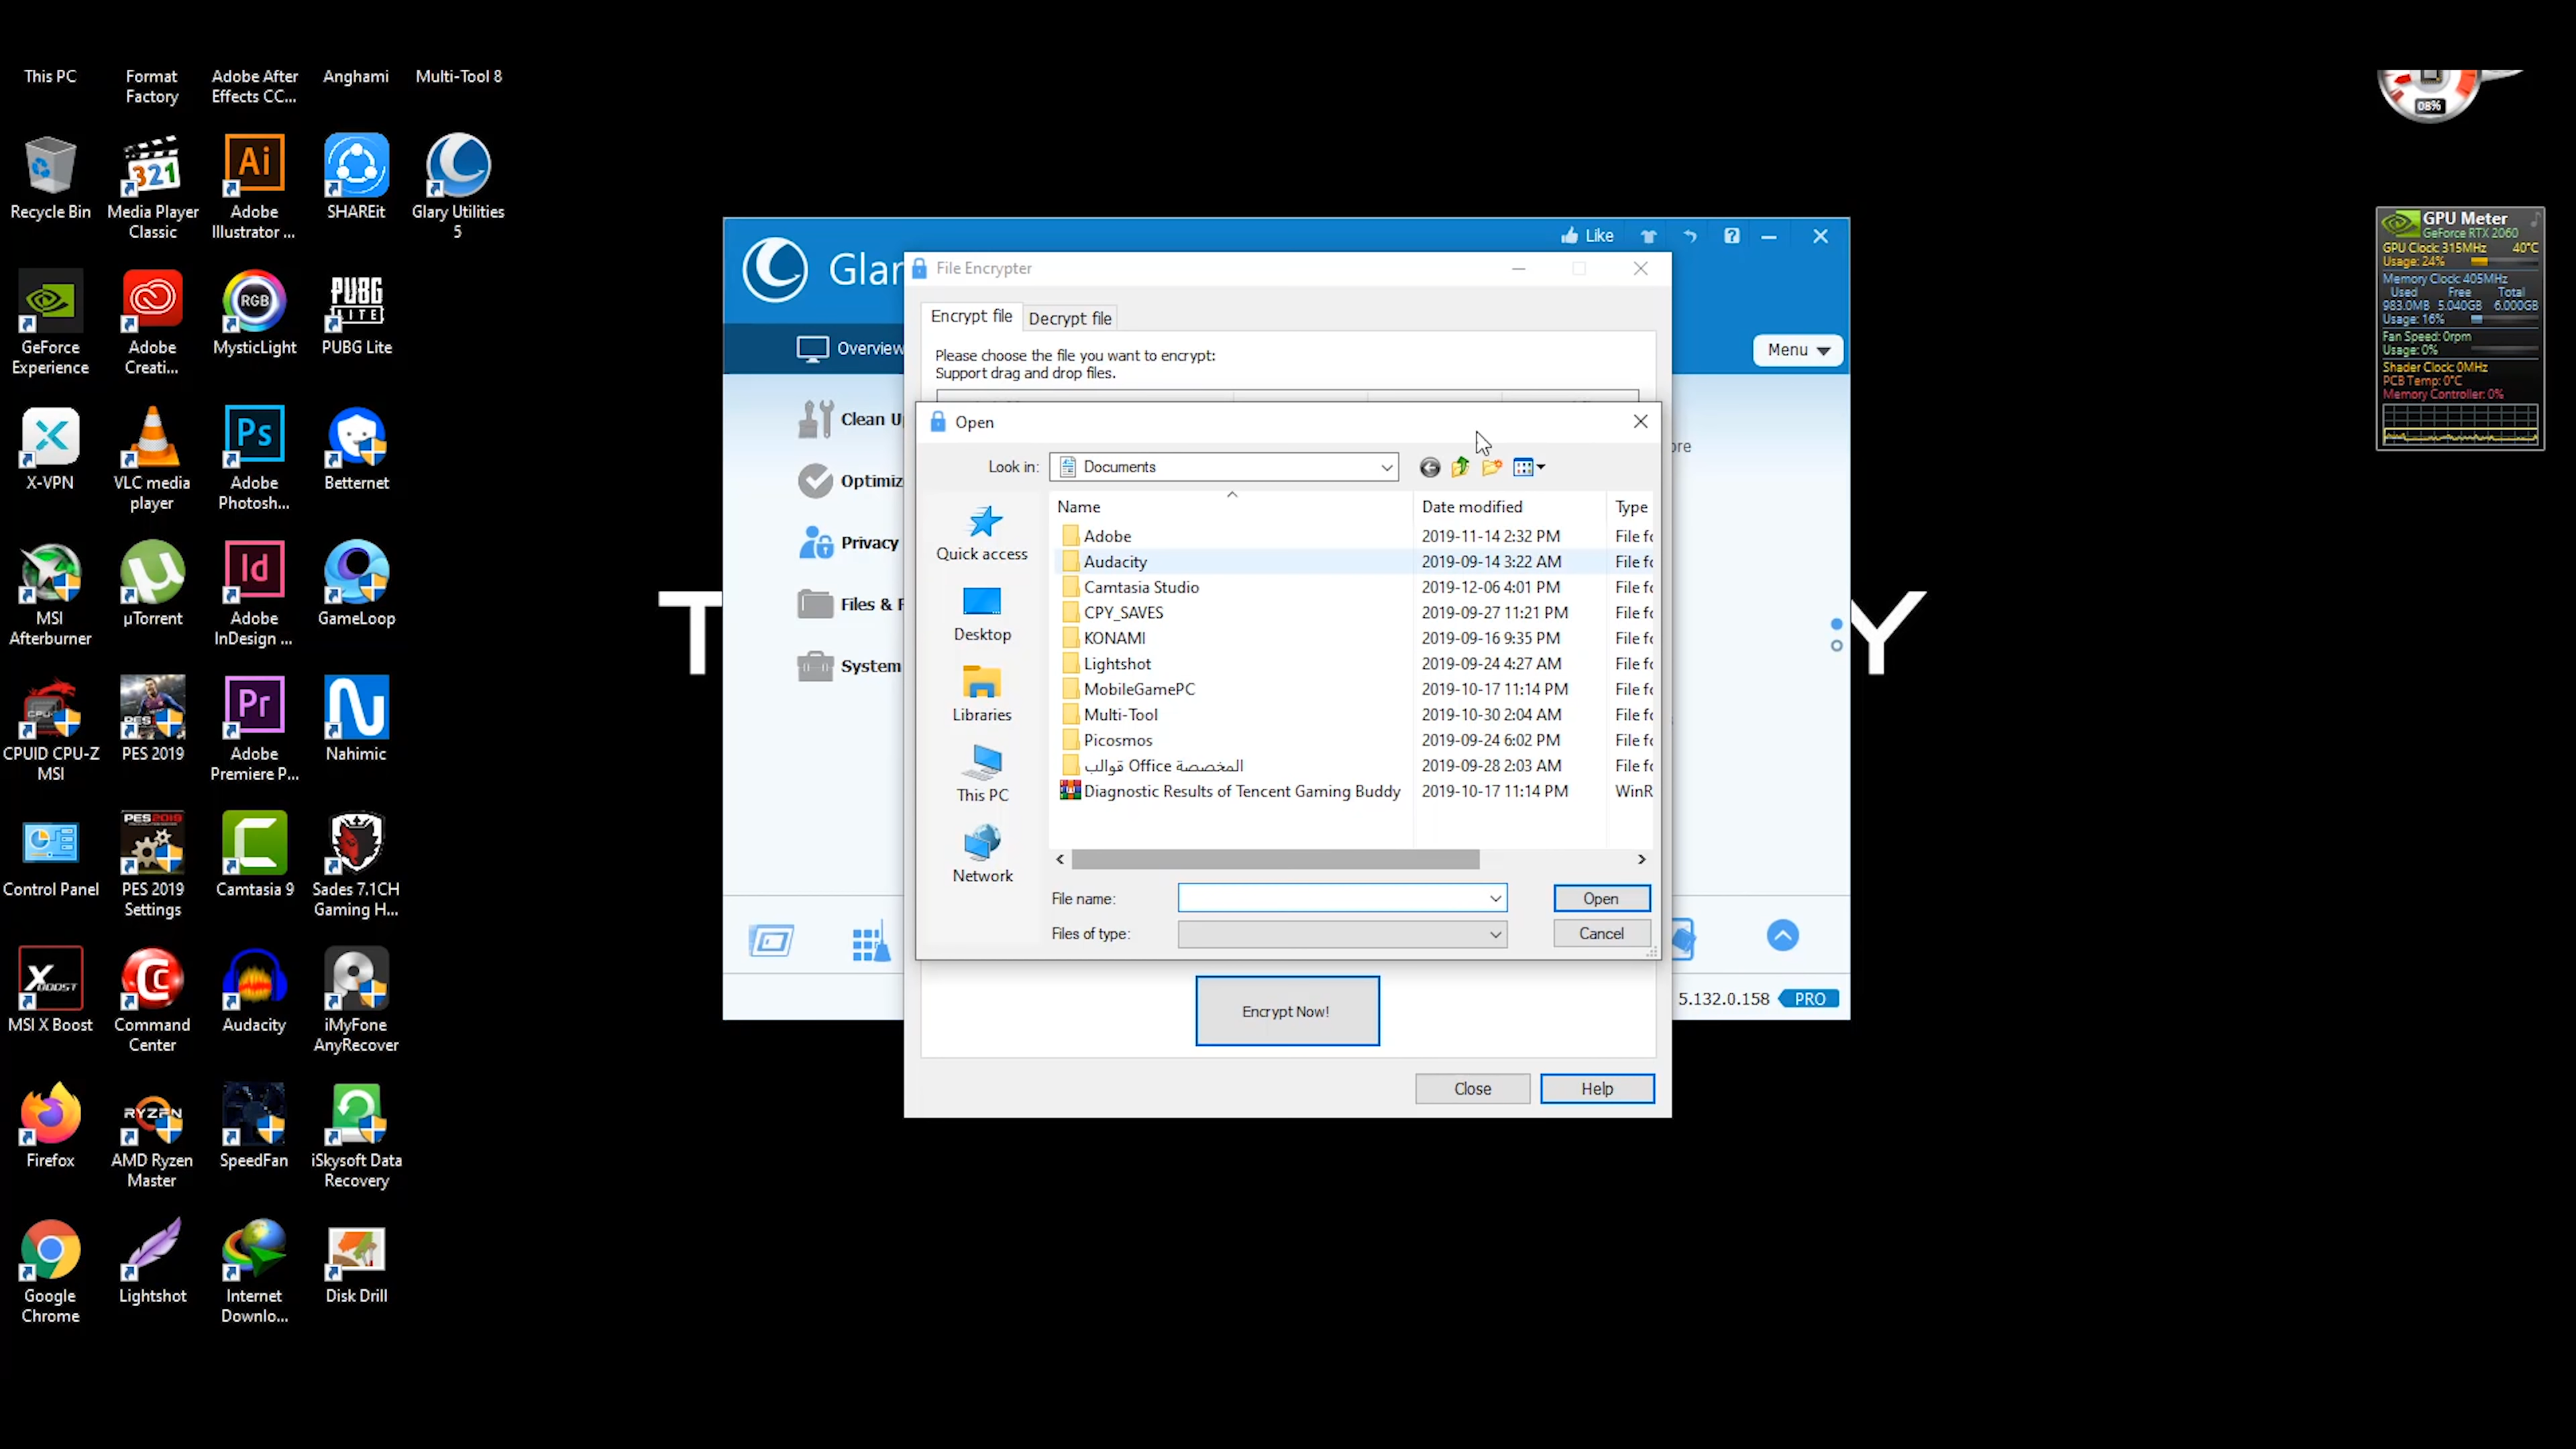 This PC
Format
Factory
Adobe After
Effects CC...
Anghami
Multi-Tool 8
Recycle Bin
Media Player
Classic
Adobe
Illustrator ...
SHAREit
Glary Utilities
5
GeForce
Experience
Adobe
Creati...
MysticLight
PUBG Lite
X-VPN
VLC media
player
Adobe
Photosh...
Betternet
MSI
Afterburner
µTorrent
Adobe
InDesign ...
GameLoop
CPUID CPU-Z
MSI
PES 2019
Adobe
Premiere P...
Nahimic
Control Panel
PES 2019
Settings
Camtasia 9
Sades 7.1CH
Gaming H...
MSI X Boost
Command
Center
Audacity
iMyFone
AnyRecover
Firefox
AMD Ryzen
Master
SpeedFan
iSkysoft Data
Recovery
Google
Chrome
Lightshot
Internet
Downlo...
Disk Drill
321
Ai
RGB
PUBG
LITE
Ps
Id
Pr
PES 2019
XBOOST
RYZEN
T
Y
Glar
Like
Overview
Menu
Clean U
Optimiz
Privacy
Files & F
System
ore
5.132.0.158
PRO
File Encrypter
Encrypt file
Decrypt file
Please choose the file you want to encrypt:
Support drag and drop files.
Open
Look in:
Documents
Quick access
Desktop
Libraries
This PC
Network
Name Date modified Type
Adobe 2019-11-14 2:32 PM File fo
Audacity 2019-09-14 3:22 AM File fo
Camtasia Studio 2019-12-06 4:01 PM File fo
CPY_SAVES 2019-09-27 11:21 PM File fo
KONAMI 2019-09-16 9:35 PM File fo
Lightshot 2019-09-24 4:27 AM File fo
MobileGamePC 2019-10-17 11:14 PM File fo
Multi-Tool 2019-10-30 2:04 AM File fo
Picosmos 2019-09-24 6:02 PM File fo
قوالب Office المخصصة 2019-09-28 2:03 AM File fo
Diagnostic Results of Tencent Gaming Buddy 2019-10-17 11:14 PM WinR
File name:
Open
Files of type:
Cancel
Encrypt Now!
Close
Help
08%
GPU Meter
GeForce RTX 2060
GPU Clock: 315MHz 40°C
Usage: 24%
Memory Clock: 405MHz
Used Free Total
983.0MB 5.040GB 6.000GB
Usage: 16%
Fan Speed: 0rpm
Usage: 0%
Shader Clock: 0MHz
PCB Temp: 0°C
Memory Controller: 0%